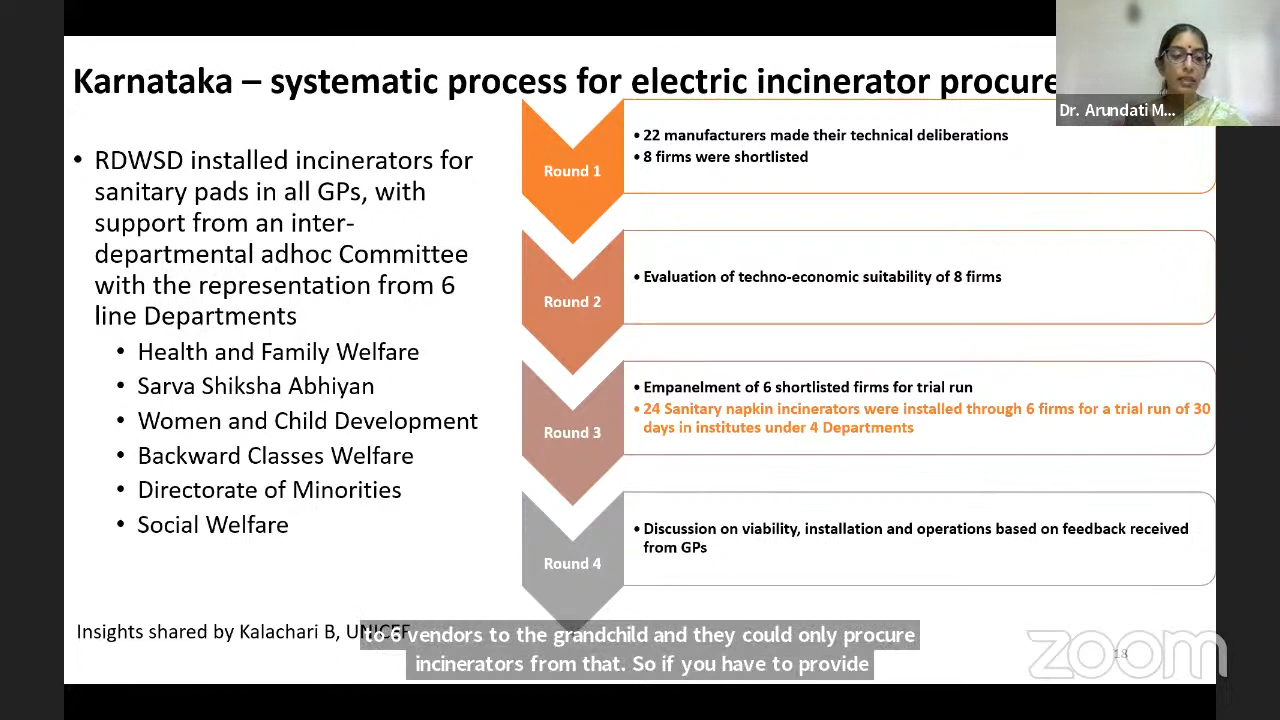 Karnataka – systematic process for electric incinerator procure
Dr. Arundati M...
• RDWSD installed incinerators for
sanitary pads in all GPs, with
support from an inter-
departmental adhoc Committee
with the representation from 6
line Departments
• Health and Family Welfare
• Sarva Shiksha Abhiyan
• Women and Child Development
• Backward Classes Welfare
• Directorate of Minorities
• Social Welfare
Round 1
• 22 manufacturers made their technical deliberations
• 8 firms were shortlisted
Round 2
• Evaluation of techno-economic suitability of 8 firms
Round 3
• Empanelment of 6 shortlisted firms for trial run
• 24 Sanitary napkin incinerators were installed through 6 firms for a trial run of 30
days in institutes under 4 Departments
Round 4
• Discussion on viability, installation and operations based on feedback received
from GPs
Insights shared by Kalachari B, UNICEF
to 6 vendors to the grandchild and they could only procure
incinerators from that. So if you have to provide
zoom
18